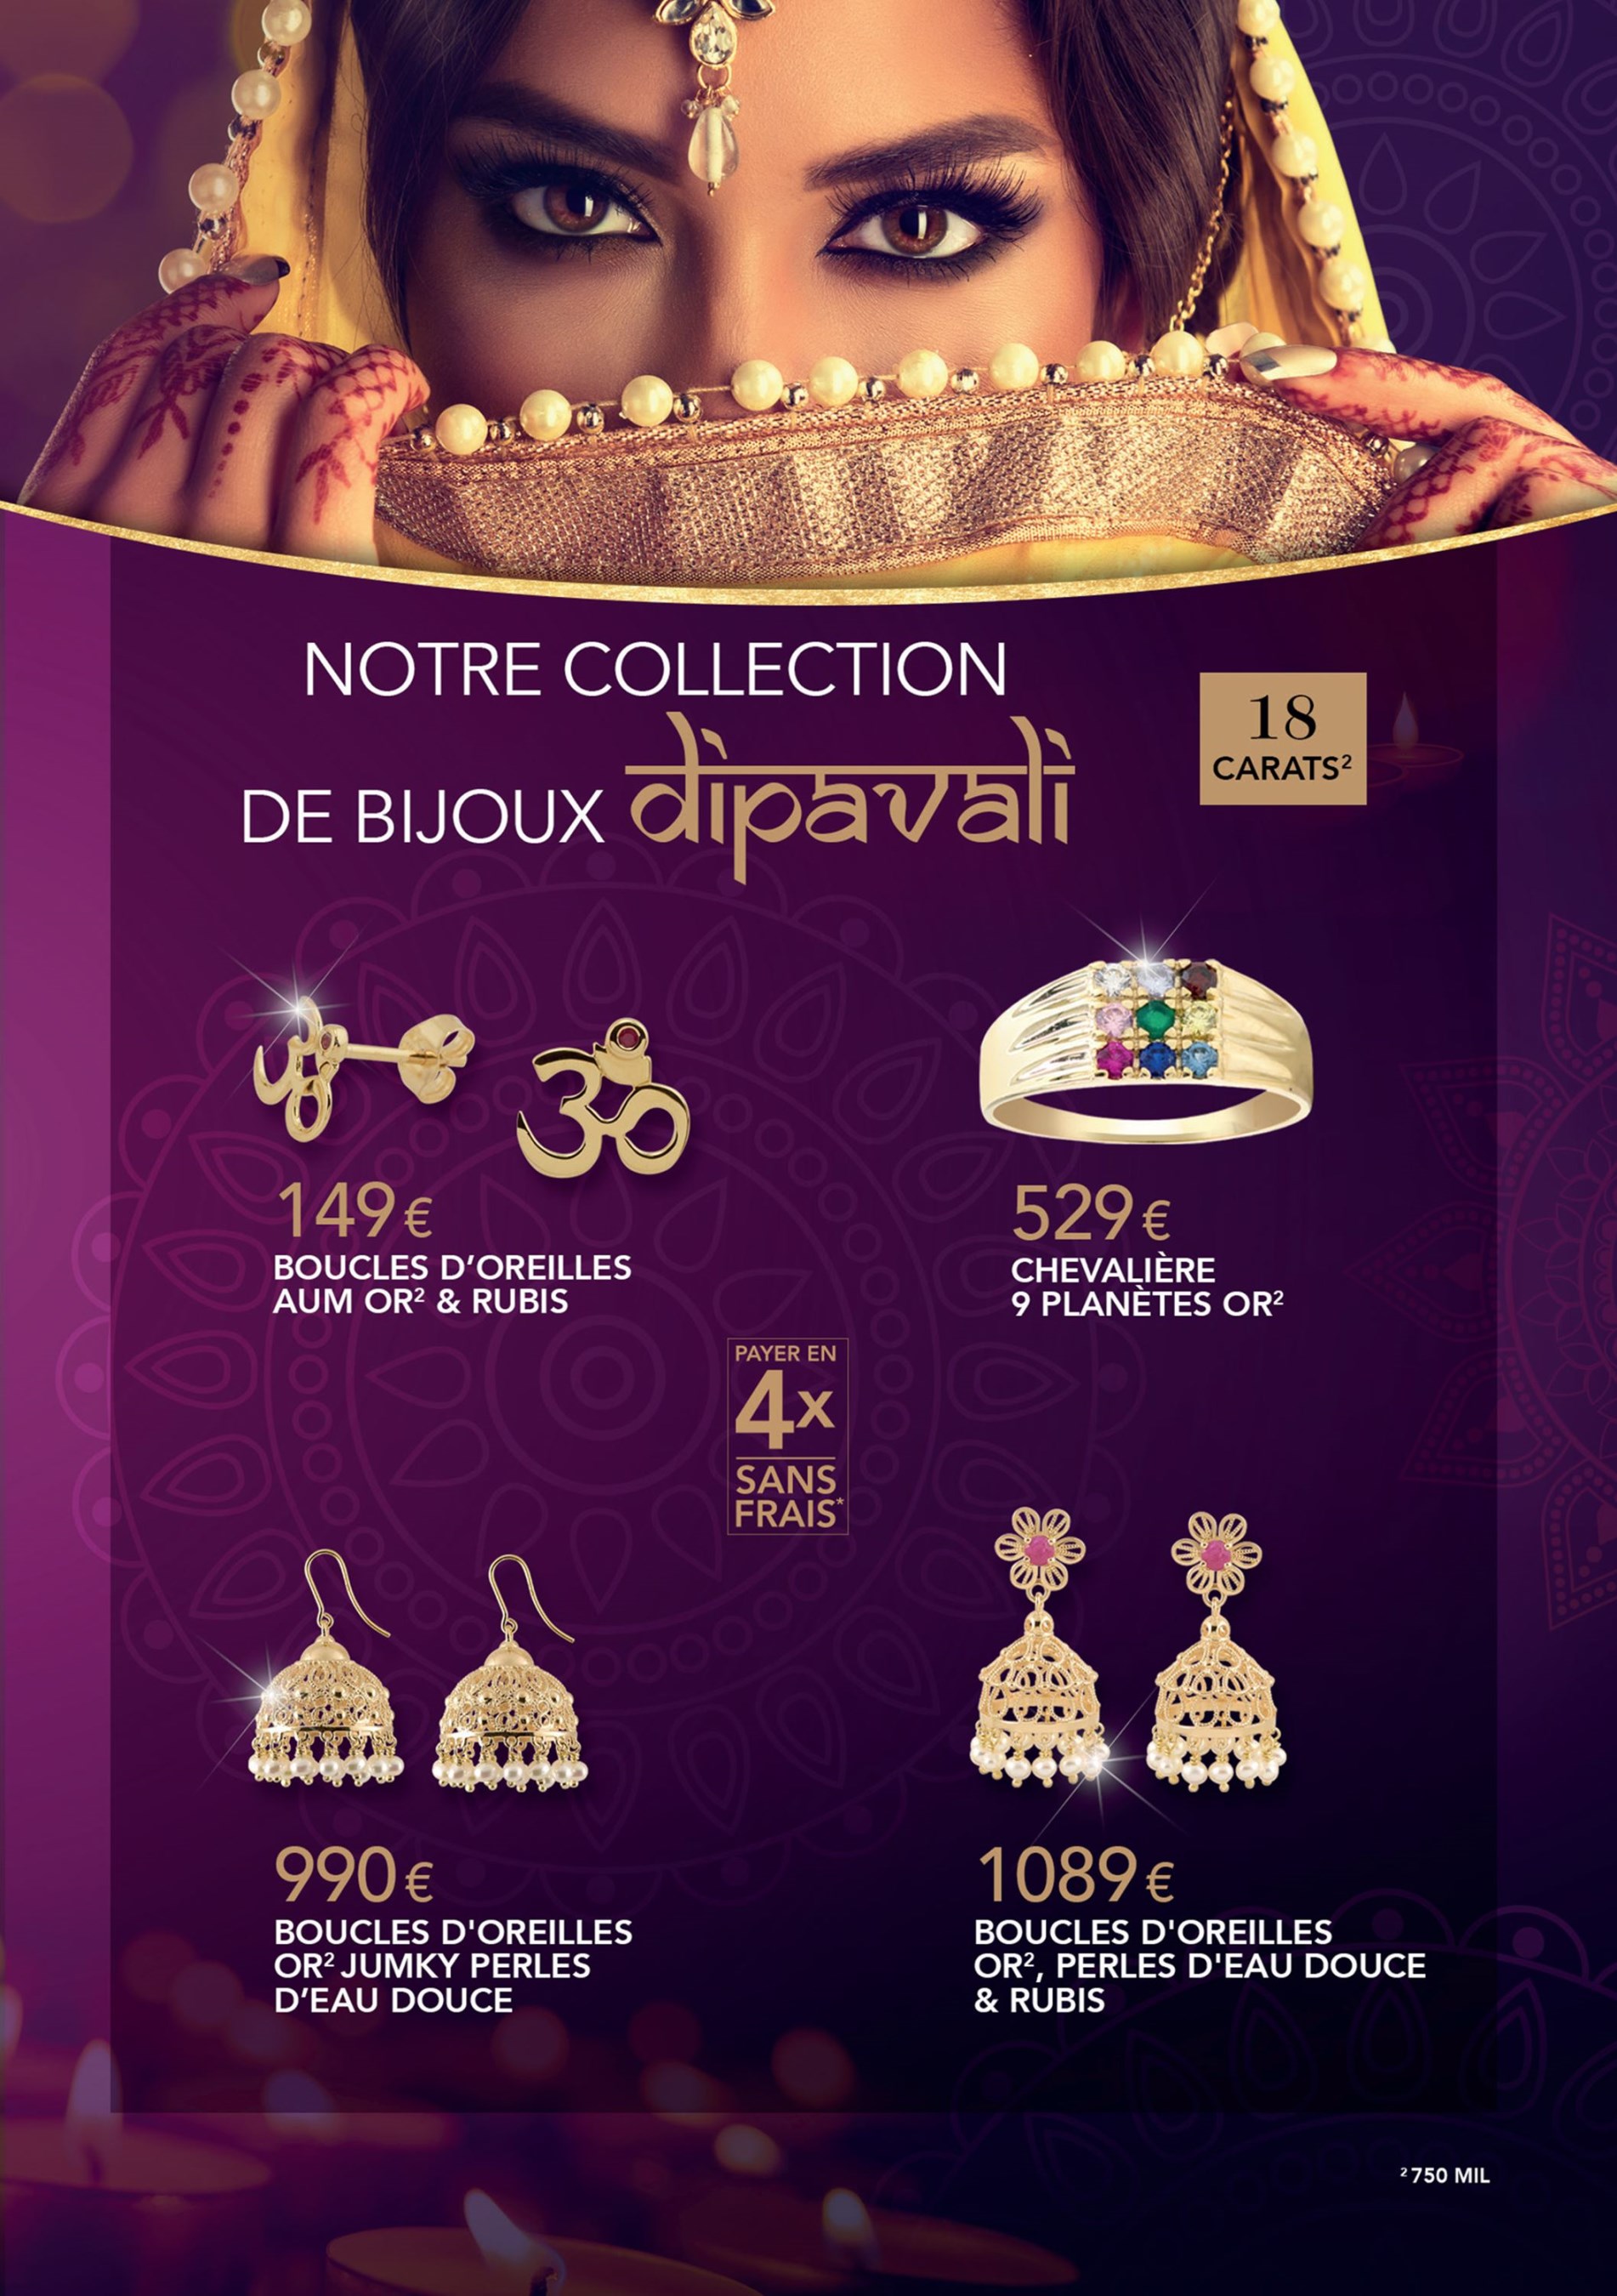 NOTRE COLLECTION
DE BIJOUX dipavali
18
CARATS²
149€
BOUCLES D’OREILLES
AUM OR² & RUBIS
529€
CHEVALIÈRE
9 PLANÈTES OR²
PAYER EN
4x
SANS
FRAIS*
990€
BOUCLES D'OREILLES
OR² JUMKY PERLES
D’EAU DOUCE
1089€
BOUCLES D'OREILLES
OR², PERLES D'EAU DOUCE
& RUBIS
² 750 MIL